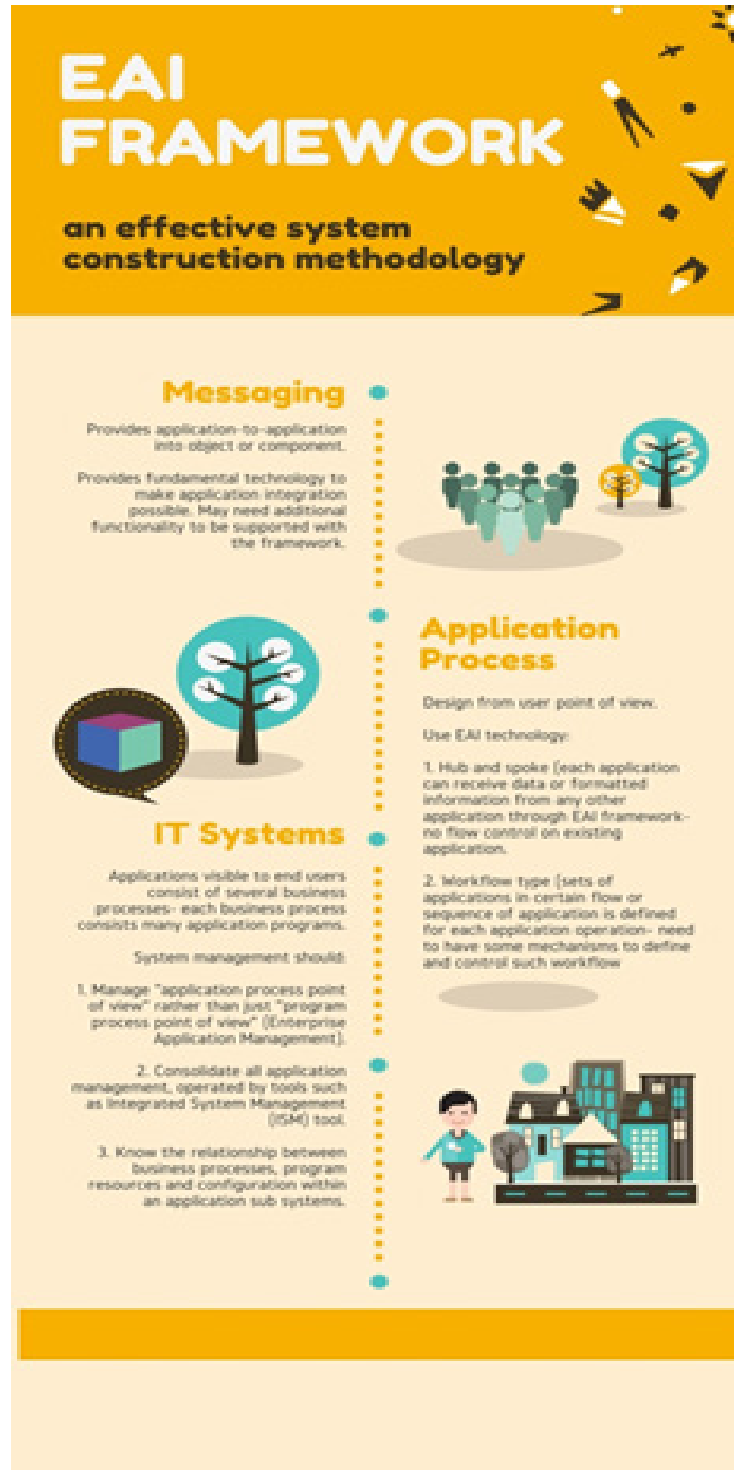 EAI
FRAMEWORK
an effective system
construction methodology
Messaging
Provides application-to-application
into object or component.
Provides fundamental technology to
make application integration
possible. May need additional
functionality to be supported with
the framework.
Application
Process
Design from user point of view.
Use EAI technology:
1. Hub and spoke (each application
can receive data or formatted
information from any other
application through EAI framework-
no flow control on existing
application.
2. Workflow type (sets of
applications in certain flow or
sequence of application is defined
for each application operation- need
to have some mechanisms to define
and control such workflow
IT Systems
Applications visible to end users
consist of several business
processes- each business process
consists many application programs.
System management should:
1. Manage "application process point
of view" rather than just "program
process point of view" (Enterprise
Application Management).
2. Consolidate all application
management, operated by tools such
as Integrated System Management
(ISM) tool.
3. Know the relationship between
business processes, program
resources and configuration within
an application sub systems.